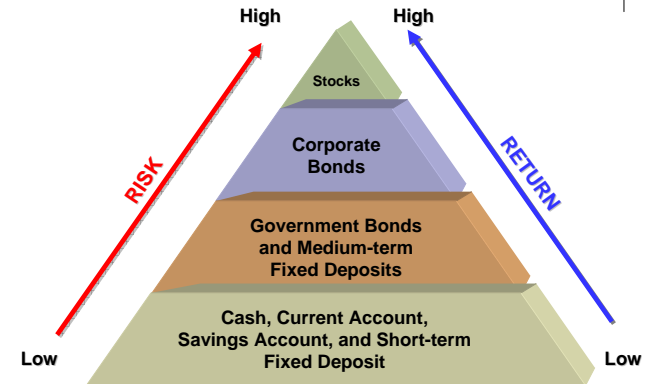 High
High
Stocks
Corporate
Bonds
RISK
RETURN
Government Bonds
and Medium-term
Fixed Deposits
Cash, Current Account,
Savings Account, and Short-term
Fixed Deposit
Low
Low